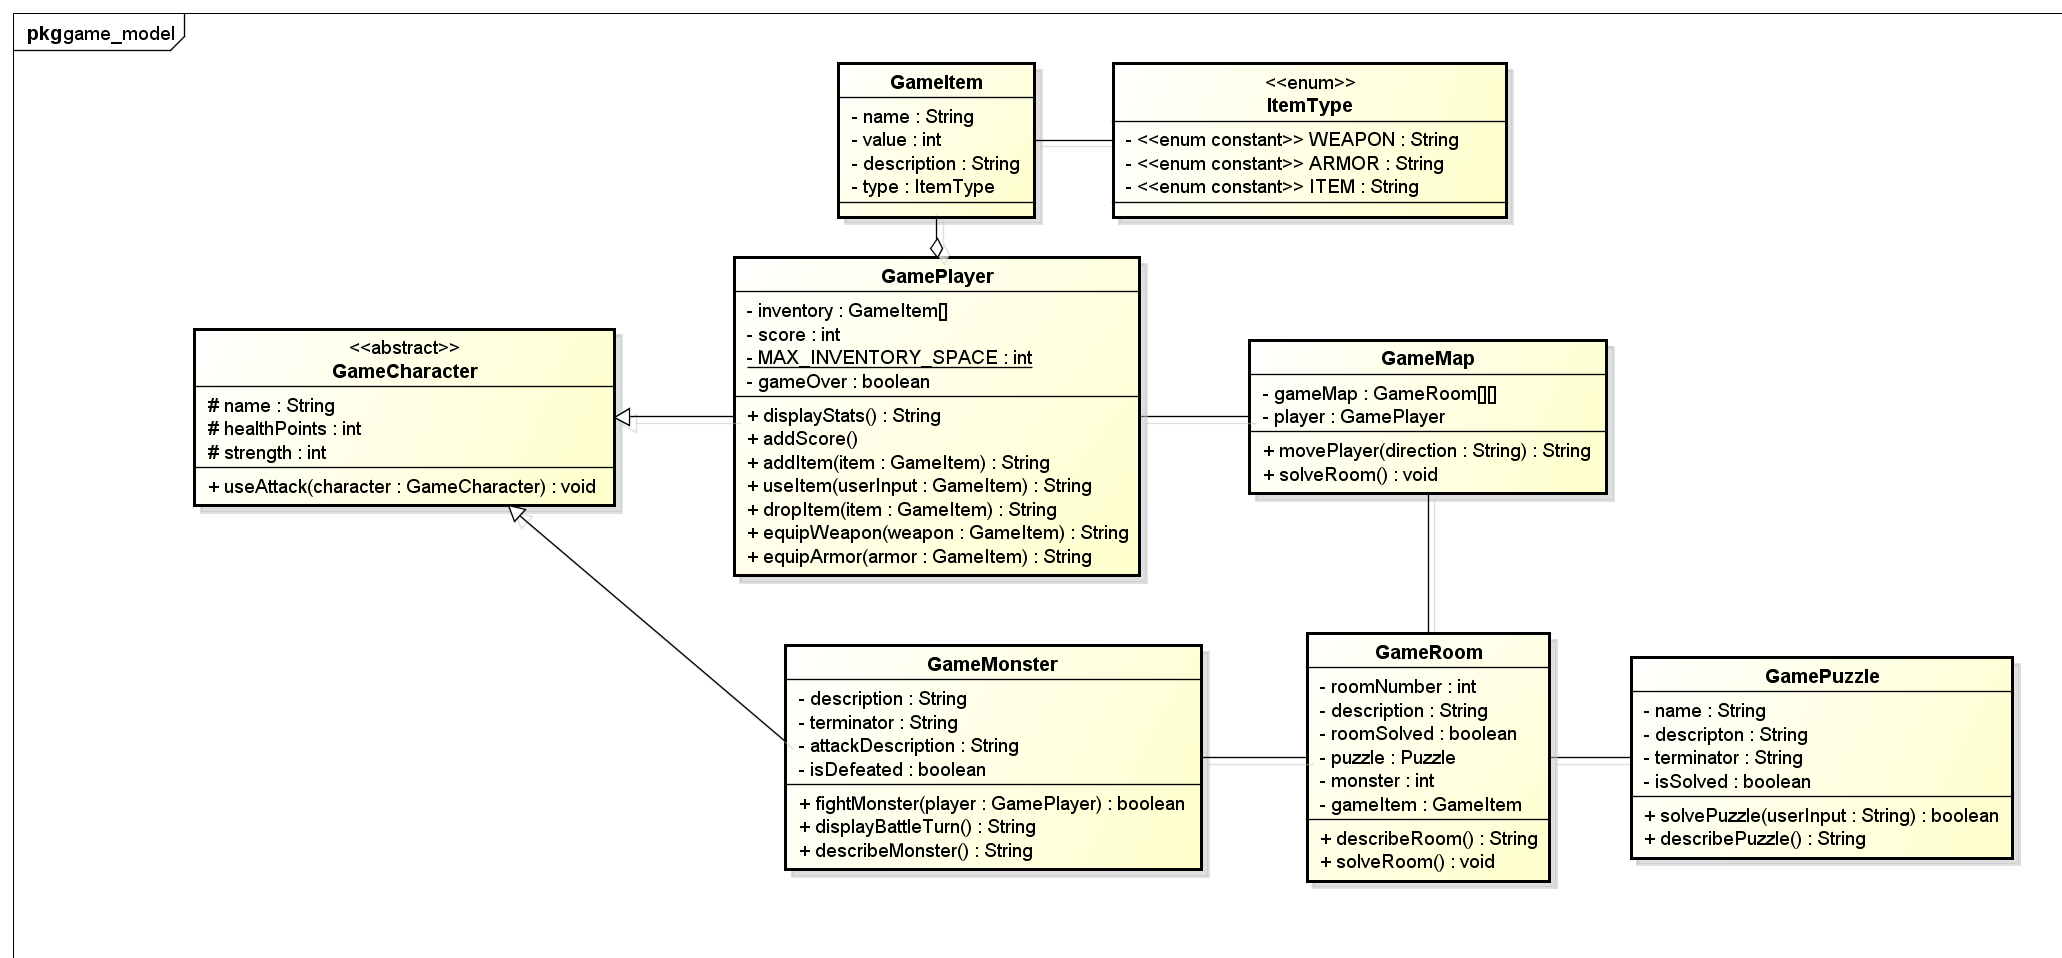 pkg game_model
GameItem
- name : String
- value : int
- description : String
- type : ItemType
<<enum>>
ItemType
- <<enum constant>> WEAPON : String
- <<enum constant>> ARMOR : String
- <<enum constant>> ITEM : String
GamePlayer
- inventory : GameItem[]
- score : int
- MAX_INVENTORY_SPACE : int
- gameOver : boolean
+ displayStats() : String
+ addScore()
+ addItem(item : GameItem) : String
+ useItem(userInput : GameItem) : String
+ dropItem(item : GameItem) : String
+ equipWeapon(weapon : GameItem) : String
+ equipArmor(armor : GameItem) : String
<<abstract>>
GameCharacter
# name : String
# healthPoints : int
# strength : int
+ useAttack(character : GameCharacter) : void
GameMap
- gameMap : GameRoom[][]
- player : GamePlayer
+ movePlayer(direction : String) : String
+ solveRoom() : void
GameMonster
- description : String
- terminator : String
- attackDescription : String
- isDefeated : boolean
+ fightMonster(player : GamePlayer) : boolean
+ displayBattleTurn() : String
+ describeMonster() : String
GameRoom
- roomNumber : int
- description : String
- roomSolved : boolean
- puzzle : Puzzle
- monster : int
- gameItem : GameItem
+ describeRoom() : String
+ solveRoom() : void
GamePuzzle
- name : String
- descripton : String
- terminator : String
- isSolved : boolean
+ solvePuzzle(userInput : String) : boolean
+ describePuzzle() : String